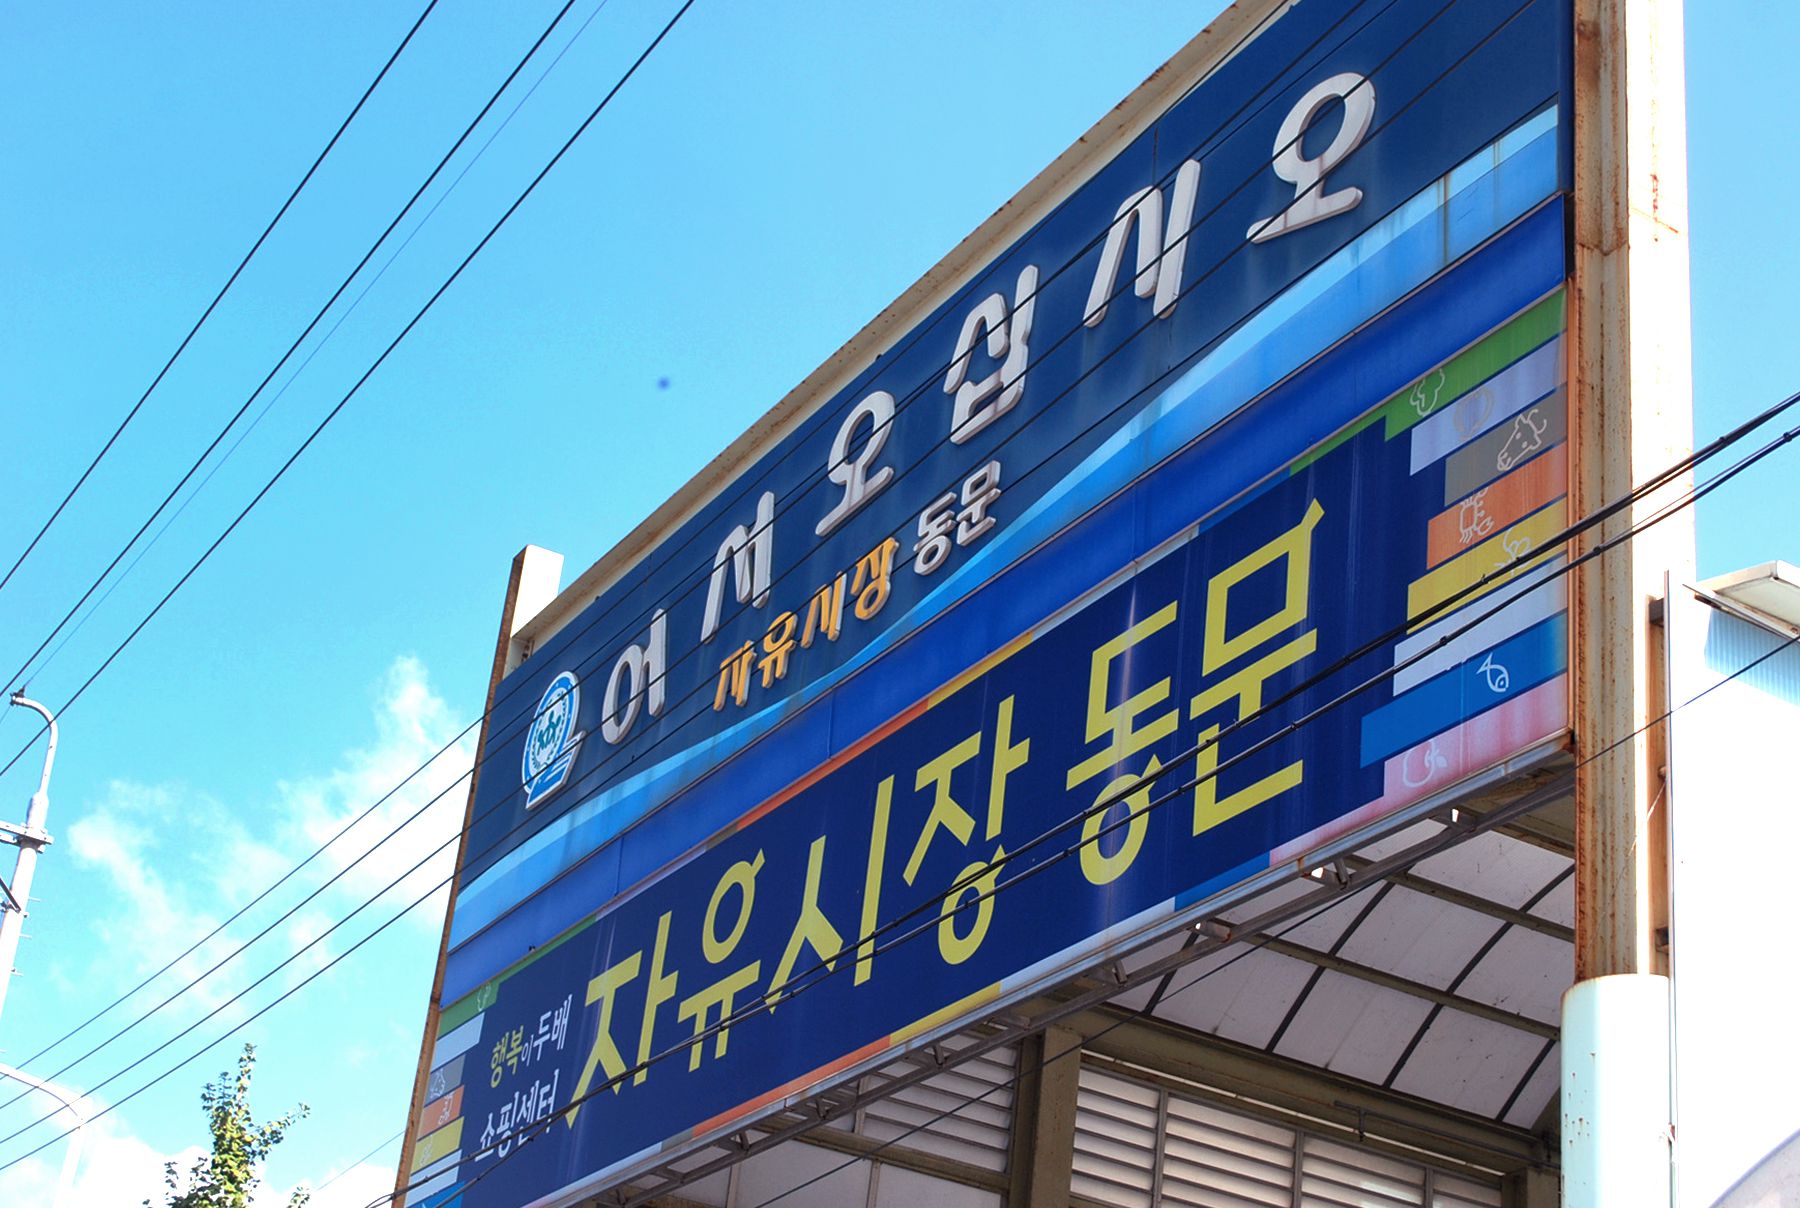 어서오십시오
자유시장 동문
행복이두배
쇼핑센터
자유시장 동문